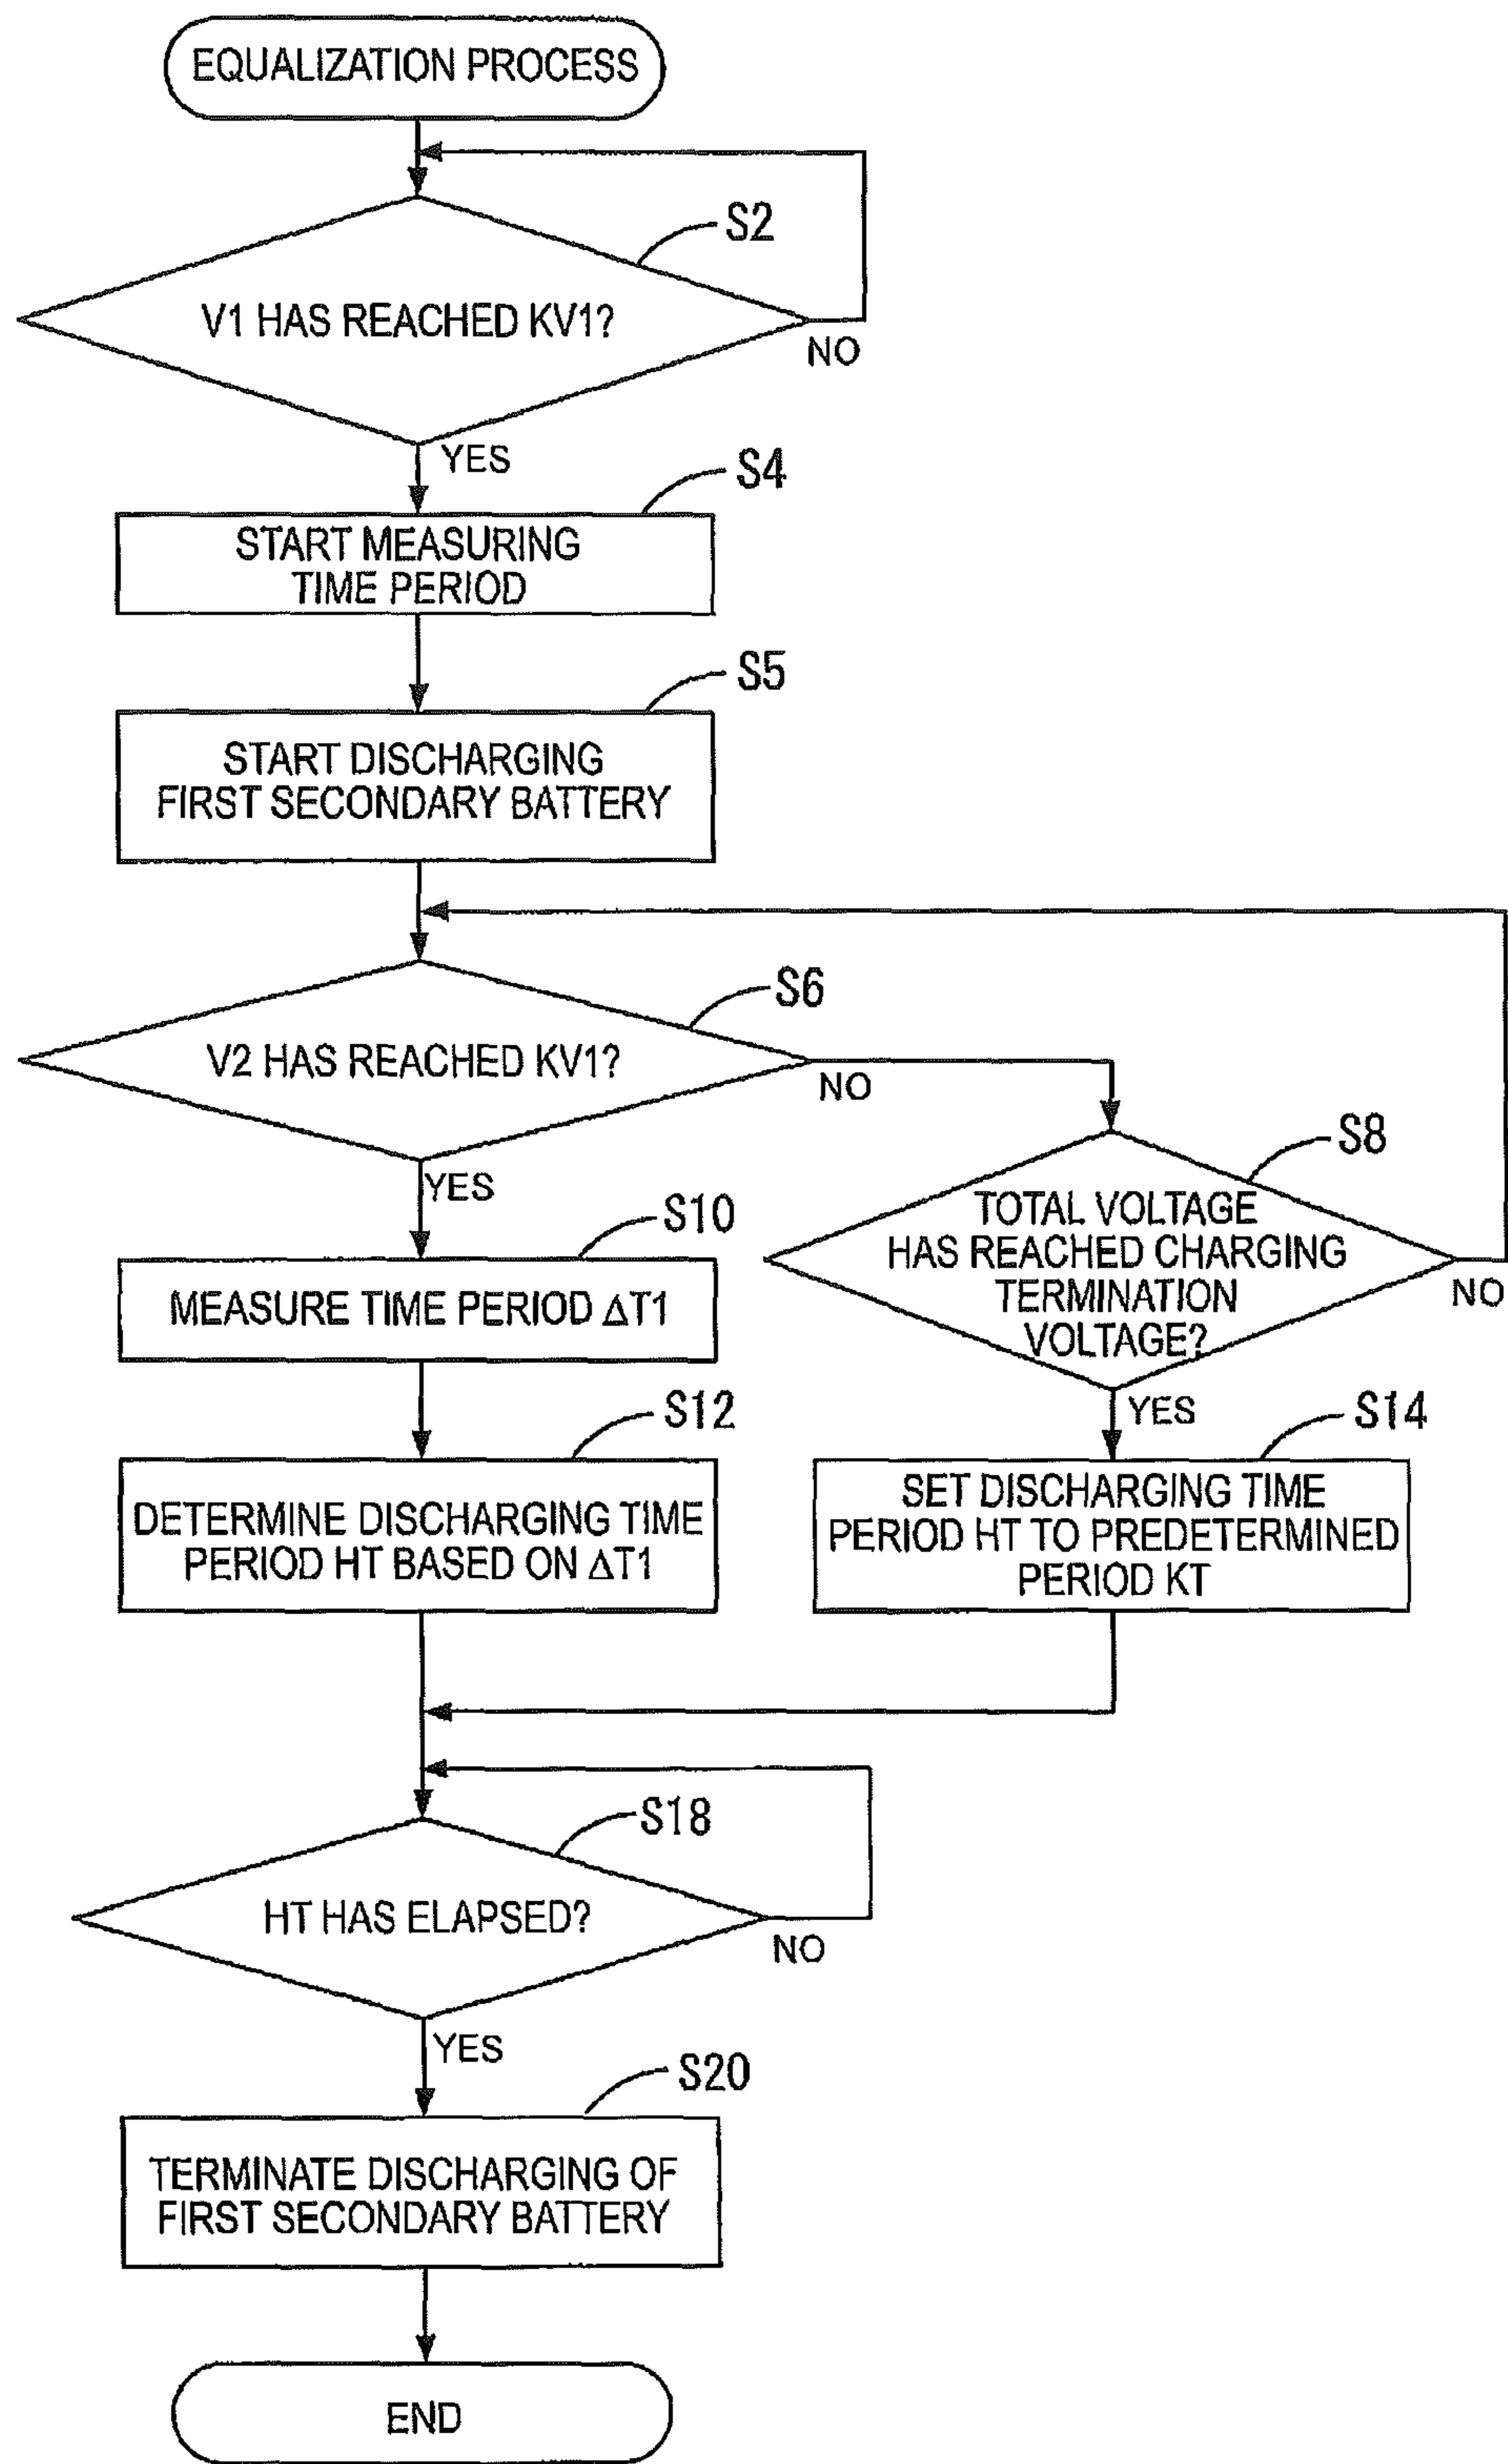 EQUALIZATION PROCESS
S2
V1 HAS REACHED KV1?
NO
YES
S4
START MEASURING
TIME PERIOD
S5
START DISCHARGING
FIRST SECONDARY BATTERY
S6
V2 HAS REACHED KV1?
NO
YES
S8
TOTAL VOLTAGE
HAS REACHED CHARGING
TERMINATION
VOLTAGE?
NO
YES
S10
MEASURE TIME PERIOD ΔT1
S12
DETERMINE DISCHARGING TIME
PERIOD HT BASED ON ΔT1
S14
SET DISCHARGING TIME
PERIOD HT TO PREDETERMINED
PERIOD KT
S18
HT HAS ELAPSED?
NO
YES
S20
TERMINATE DISCHARGING OF
FIRST SECONDARY BATTERY
END